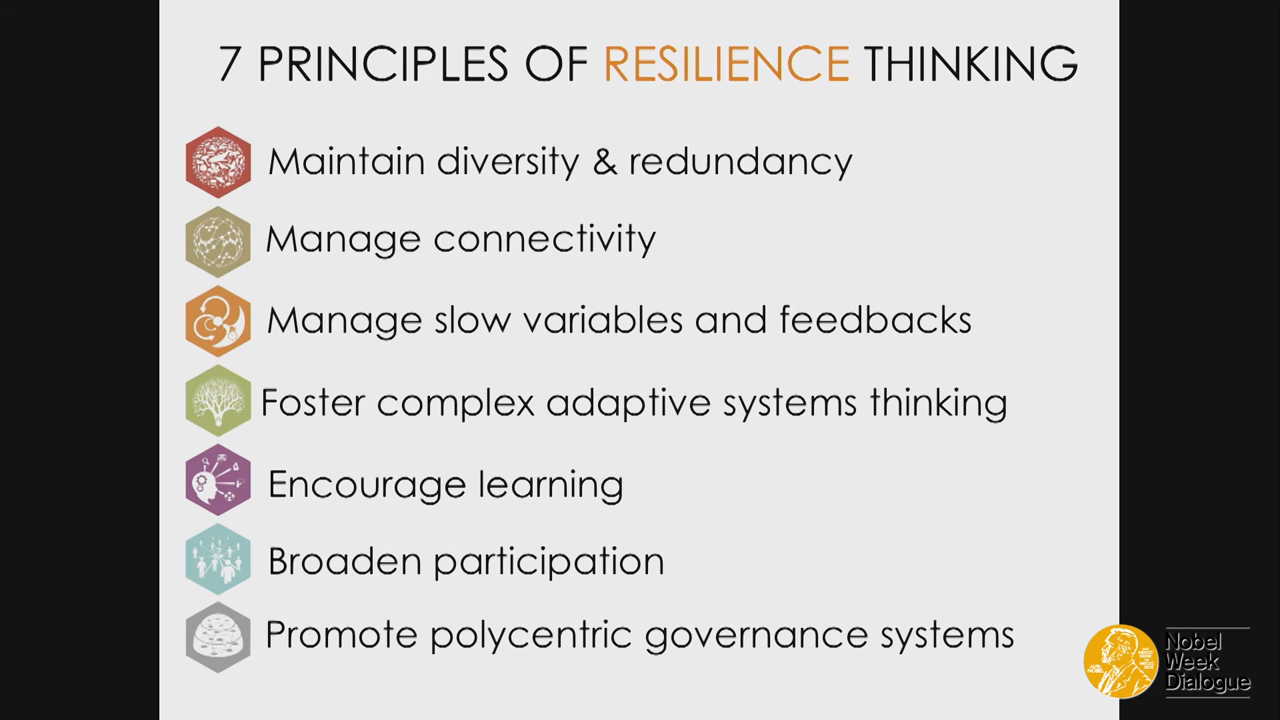 7 PRINCIPLES OF RESILIENCE THINKING
Maintain diversity & redundancy
Manage connectivity
Manage slow variables and feedbacks
Foster complex adaptive systems thinking
Encourage learning
Broaden participation
Promote polycentric governance systems
Nobel
Week
Dialogue